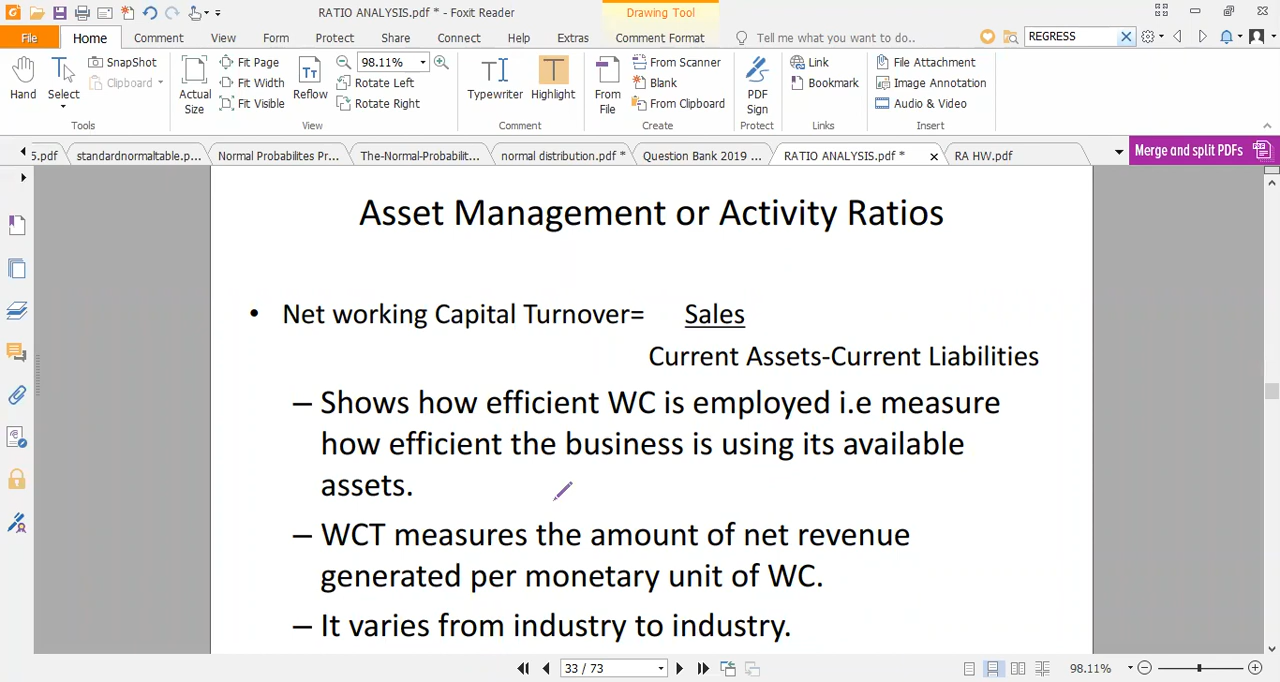 RATIO ANALYSIS.pdf * - Foxit Reader
Drawing Tool
File Home Comment View Form Protect Share Connect Help Extras Comment Format Tell me what you want to do.. REGRESS
Hand Select SnapShot Clipboard Actual Size Fit Page Fit Width Fit Visible Reflow 98.11% Rotate Left Rotate Right Typewriter Highlight From File From Scanner Blank From Clipboard PDF Sign Link Bookmark File Attachment Image Annotation Audio & Video
Tools View Comment Create Protect Links Insert
5.pdf standardnormaltable.p... Normal Probabilites Pr... The-Normal-Probabilit... normal distribution.pdf * Question Bank 2019 ... RATIO ANALYSIS.pdf * RA HW.pdf Merge and split PDFs
Asset Management or Activity Ratios
• Net working Capital Turnover= Sales
Current Assets-Current Liabilities
– Shows how efficient WC is employed i.e measure
how efficient the business is using its available
assets.
– WCT measures the amount of net revenue
generated per monetary unit of WC.
– It varies from industry to industry.
33 / 73 98.11%